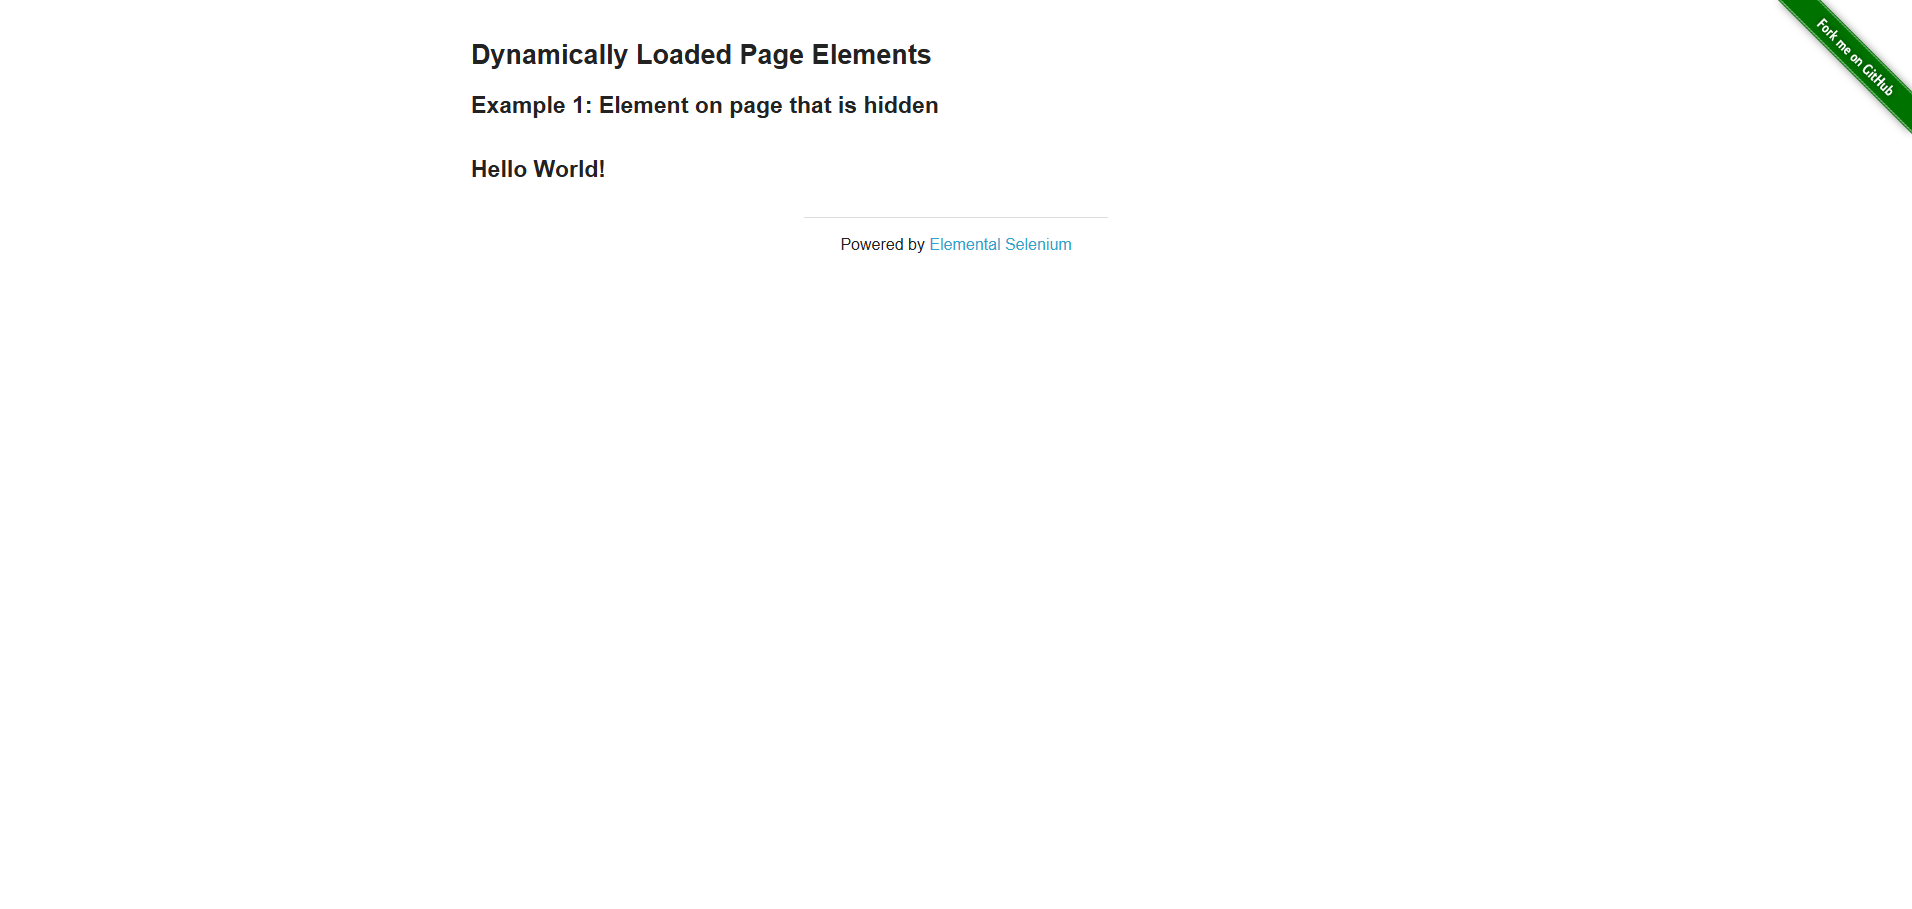 Fork me on GitHub
Dynamically Loaded Page Elements
Example 1: Element on page that is hidden
Hello World!
Powered by Elemental Selenium